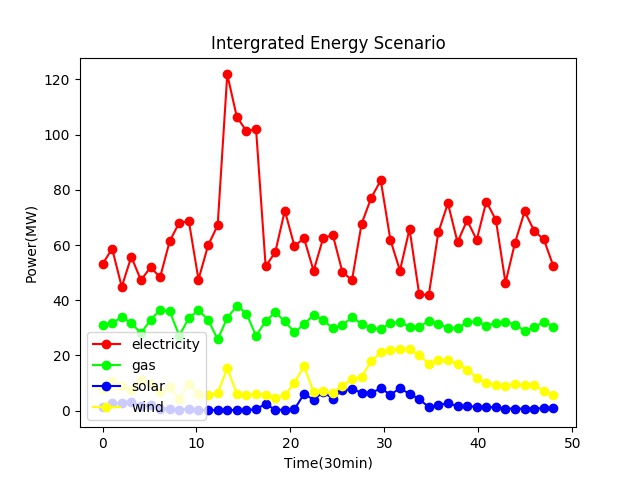 Intergrated Energy Scenario
Power(MW)
120
100
80
60
40
20
0
electricity
gas
solar
wind
0 10 20 30 40 50
Time(30min)